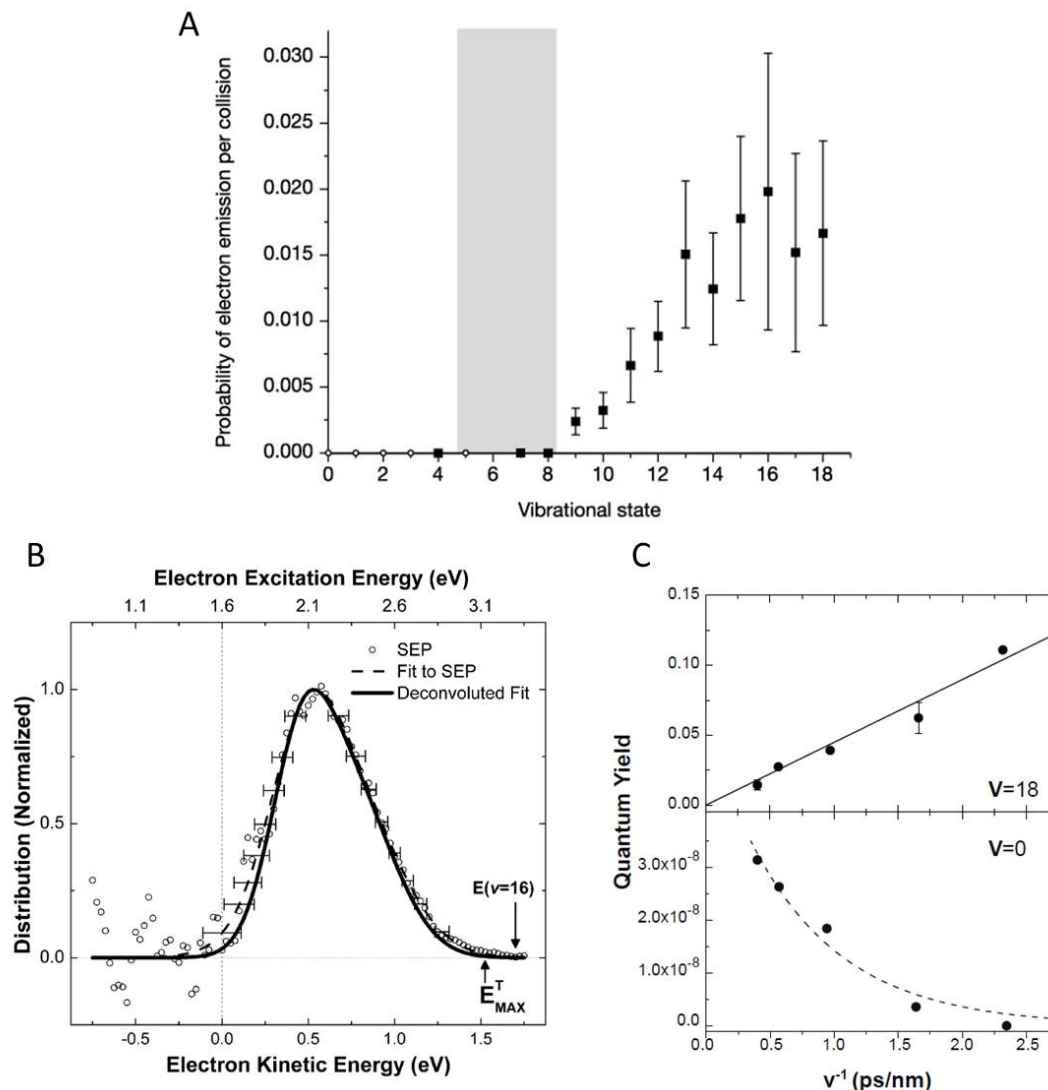 A
Probability of electron emission per collision
0.030
0.025
0.020
0.015
0.010
0.005
0.000
0 2 4 6 8 10 12 14 16 18
Vibrational state
B
Electron Excitation Energy (eV)
1.1 1.6 2.1 2.6 3.1
SEP
Fit to SEP
Deconvoluted Fit
Distribution (Normalized)
1.0
0.5
0.0
E(v=16)
E^T_MAX
-0.5 0.0 0.5 1.0 1.5
Electron Kinetic Energy (eV)
C
Quantum Yield
0.15
0.10
0.05
0.00
V=18
V=0
3.0x10^-8
2.0x10^-8
1.0x10^-8
0.0
0.0 0.5 1.0 1.5 2.0 2.5
v^-1 (ps/nm)